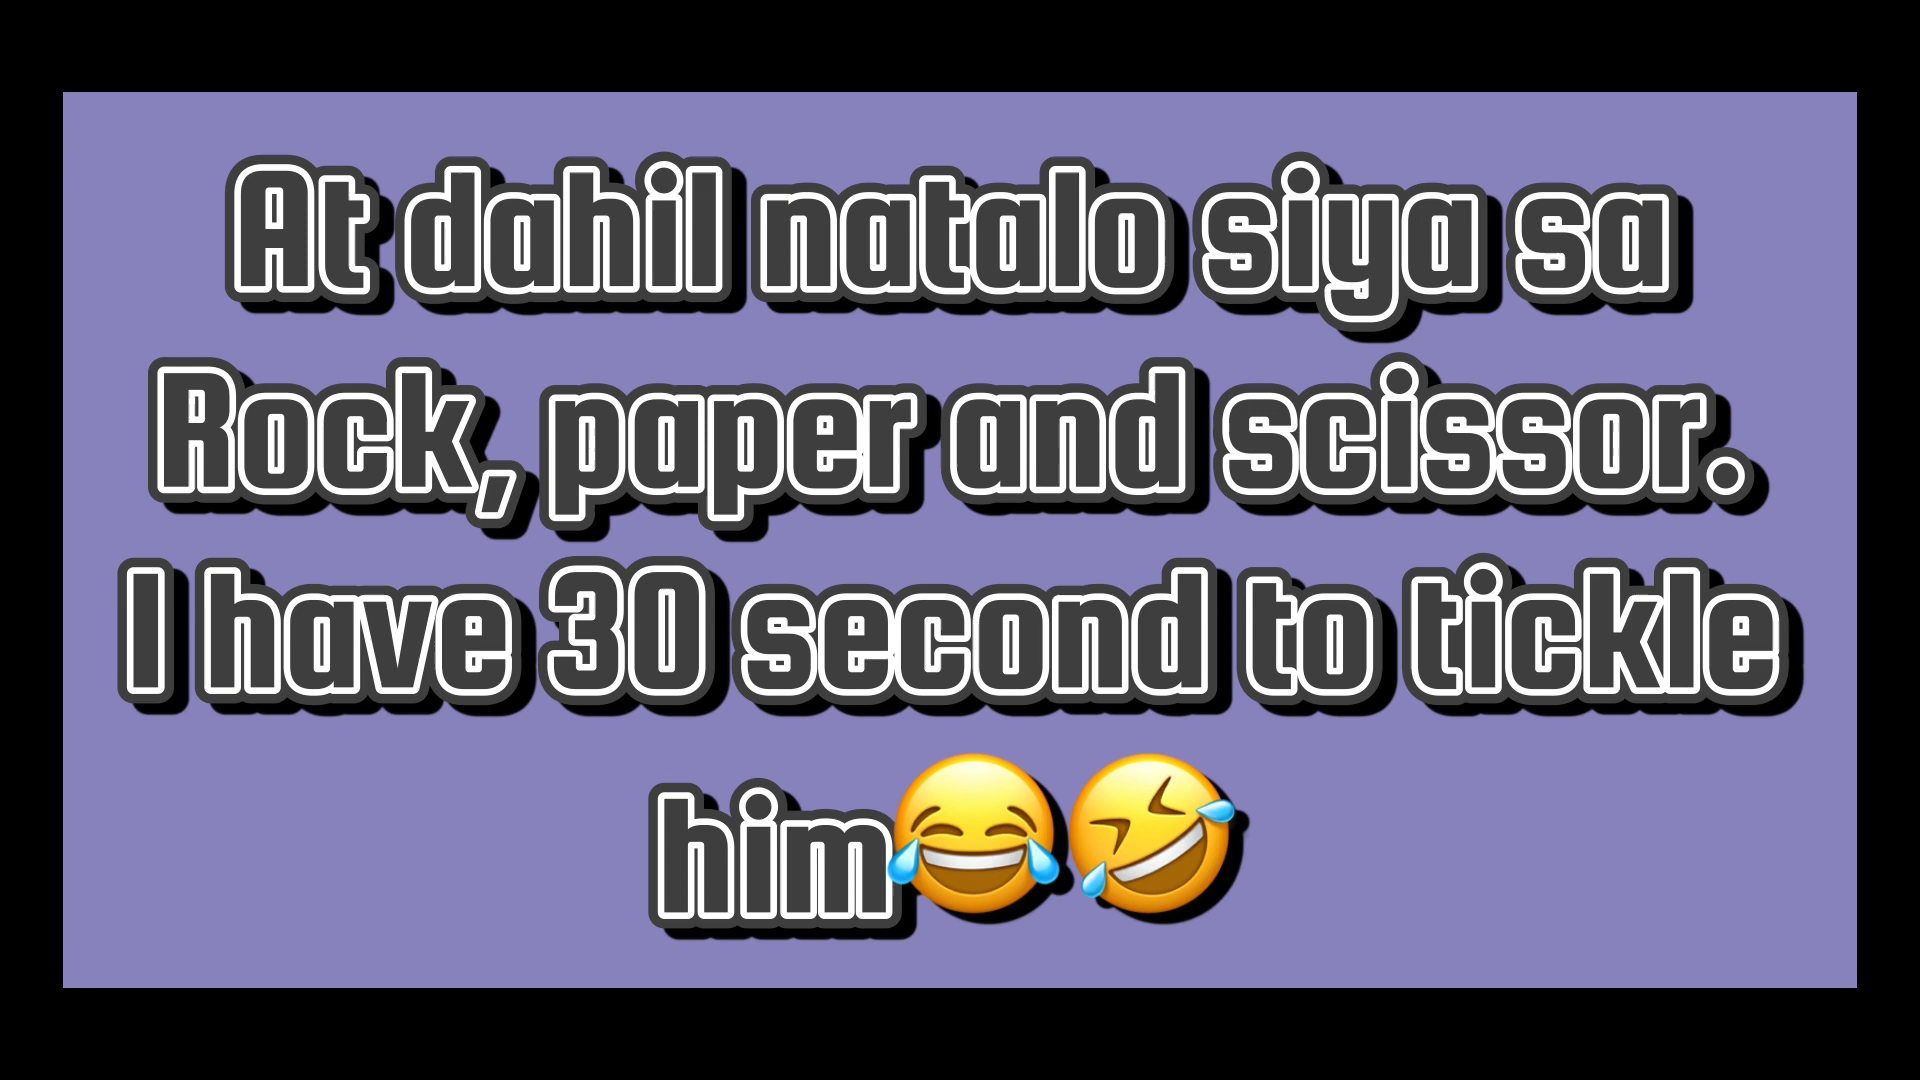 At dahil natalo siya sa
Rock, paper and scissor.
I have 30 second to tickle
him😂🤣